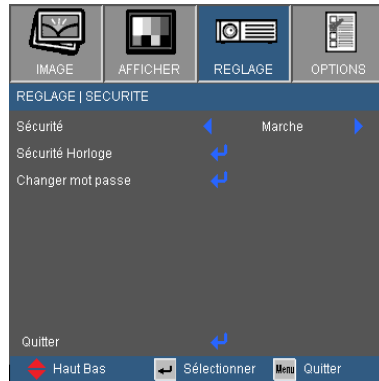 IMAGE AFFICHER REGLAGE OPTIONS
REGLAGE | SECURITE
Sécurité Marche
Sécurité Horloge
Changer mot passe
Quitter
Haut Bas Sélectionner Menu Quitter